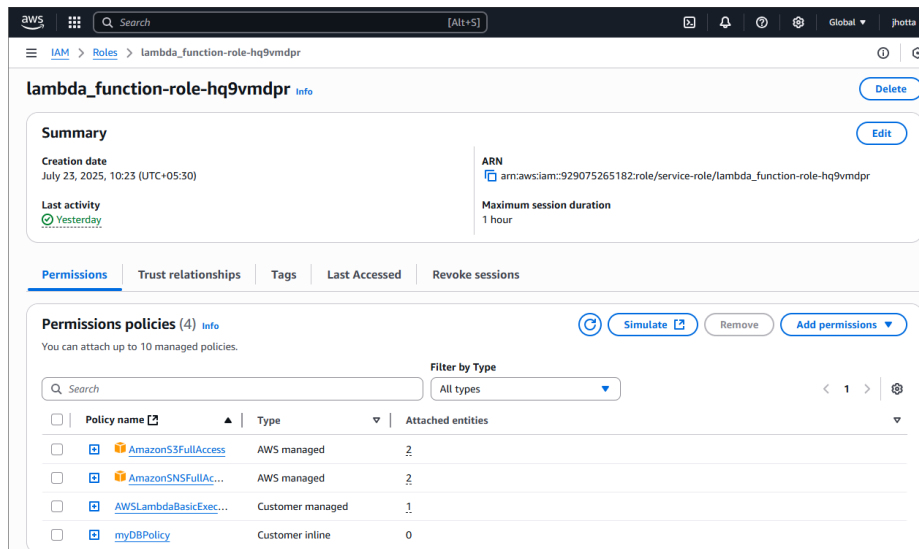 aws Search [Alt+S] Global jhotta
IAM > Roles > lambda_function-role-hq9vmdpr
lambda_function-role-hq9vmdpr Info Delete
Summary Edit
Creation date ARN
July 23, 2025, 10:23 (UTC+05:30) arn:aws:iam::929075265182:role/service-role/lambda_function-role-hq9vmdpr
Last activity Maximum session duration
Yesterday 1 hour
Permissions Trust relationships Tags Last Accessed Revoke sessions
Permissions policies (4) Info Simulate Remove Add permissions
You can attach up to 10 managed policies.
Filter by Type
Search All types 1
Policy name Type Attached entities
AmazonS3FullAccess AWS managed 2
AmazonSNSFullAc... AWS managed 2
AWSLambdaBasicExec... Customer managed 1
myDBPolicy Customer inline 0